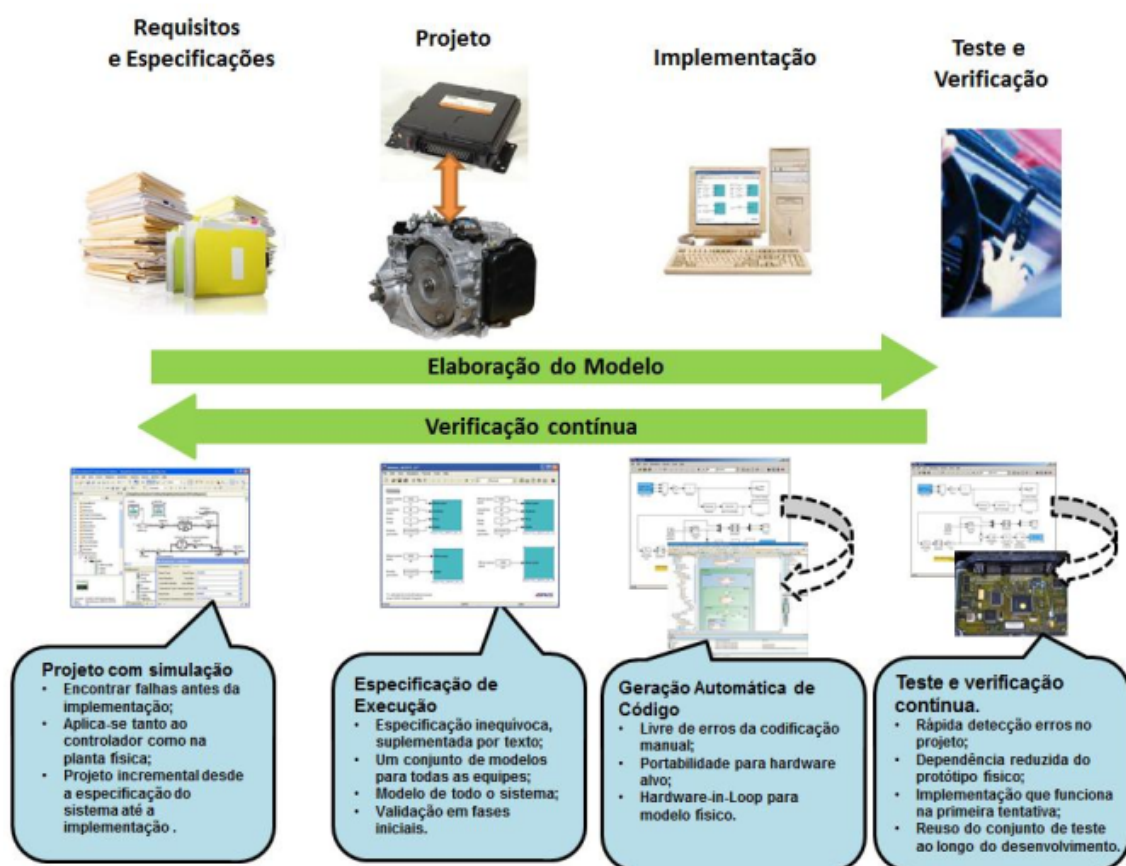 Requisitos
e Especificações
Projeto
Implementação
Teste e
Verificação
Elaboração do Modelo
Verificação contínua
Projeto com simulação
• Encontrar falhas antes da
implementação;
• Aplica-se tanto ao
controlador como na
planta física;
• Projeto incremental desde
a especificação do
sistema até a
implementação .
Especificação de
Execução
• Especificação inequívoca,
suplementada por texto;
• Um conjunto de modelos
para todas as equipes;
• Modelo de todo o sistema;
• Validação em fases
iniciais.
Geração Automática de
Código
• Livre de erros da codificação
manual;
• Portabilidade para hardware
alvo;
• Hardware-in-Loop para
modelo físico.
Teste e verificação
contínua.
• Rápida detecção erros no
projeto;
• Dependência reduzida do
protótipo físico;
• Implementação que funciona
na primeira tentativa;
• Reuso do conjunto de teste
ao longo do desenvolvimento.